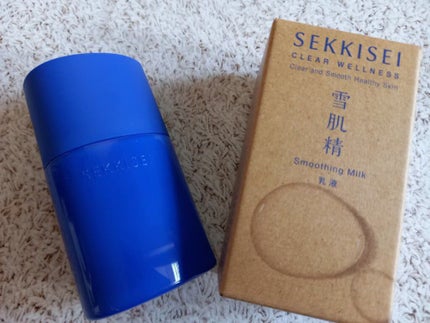 SEKKISEI
SEKKISEI
CLEAR WELLNESS
Clear and Smooth Healthy Skin
雪肌精
Smoothing Milk
乳液